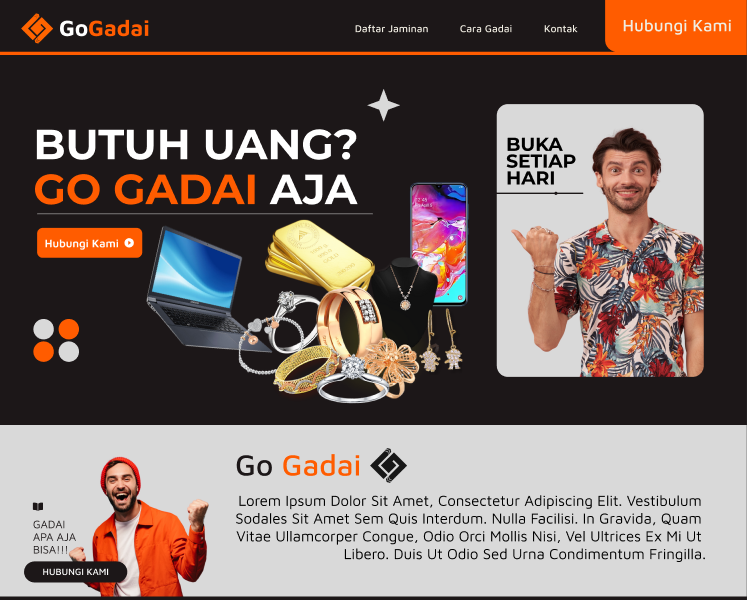 GoGadai
Daftar Jaminan
Cara Gadai
Kontak
Hubungi Kami
BUTUH UANG?
GO GADAI AJA
Hubungi Kami
BUKA
SETIAP
HARI
Go Gadai
Lorem Ipsum Dolor Sit Amet, Consectetur Adipiscing Elit. Vestibulum
Sodales Sit Amet Sem Quis Interdum. Nulla Facilisi. In Gravida, Quam
Vitae Ullamcorper Congue, Odio Orci Mollis Nisi, Vel Ultrices Ex Mi Ut
Libero. Duis Ut Odio Sed Urna Condimentum Fringilla.
GADAI
APA AJA
BISA!!!
HUBUNGI KAMI